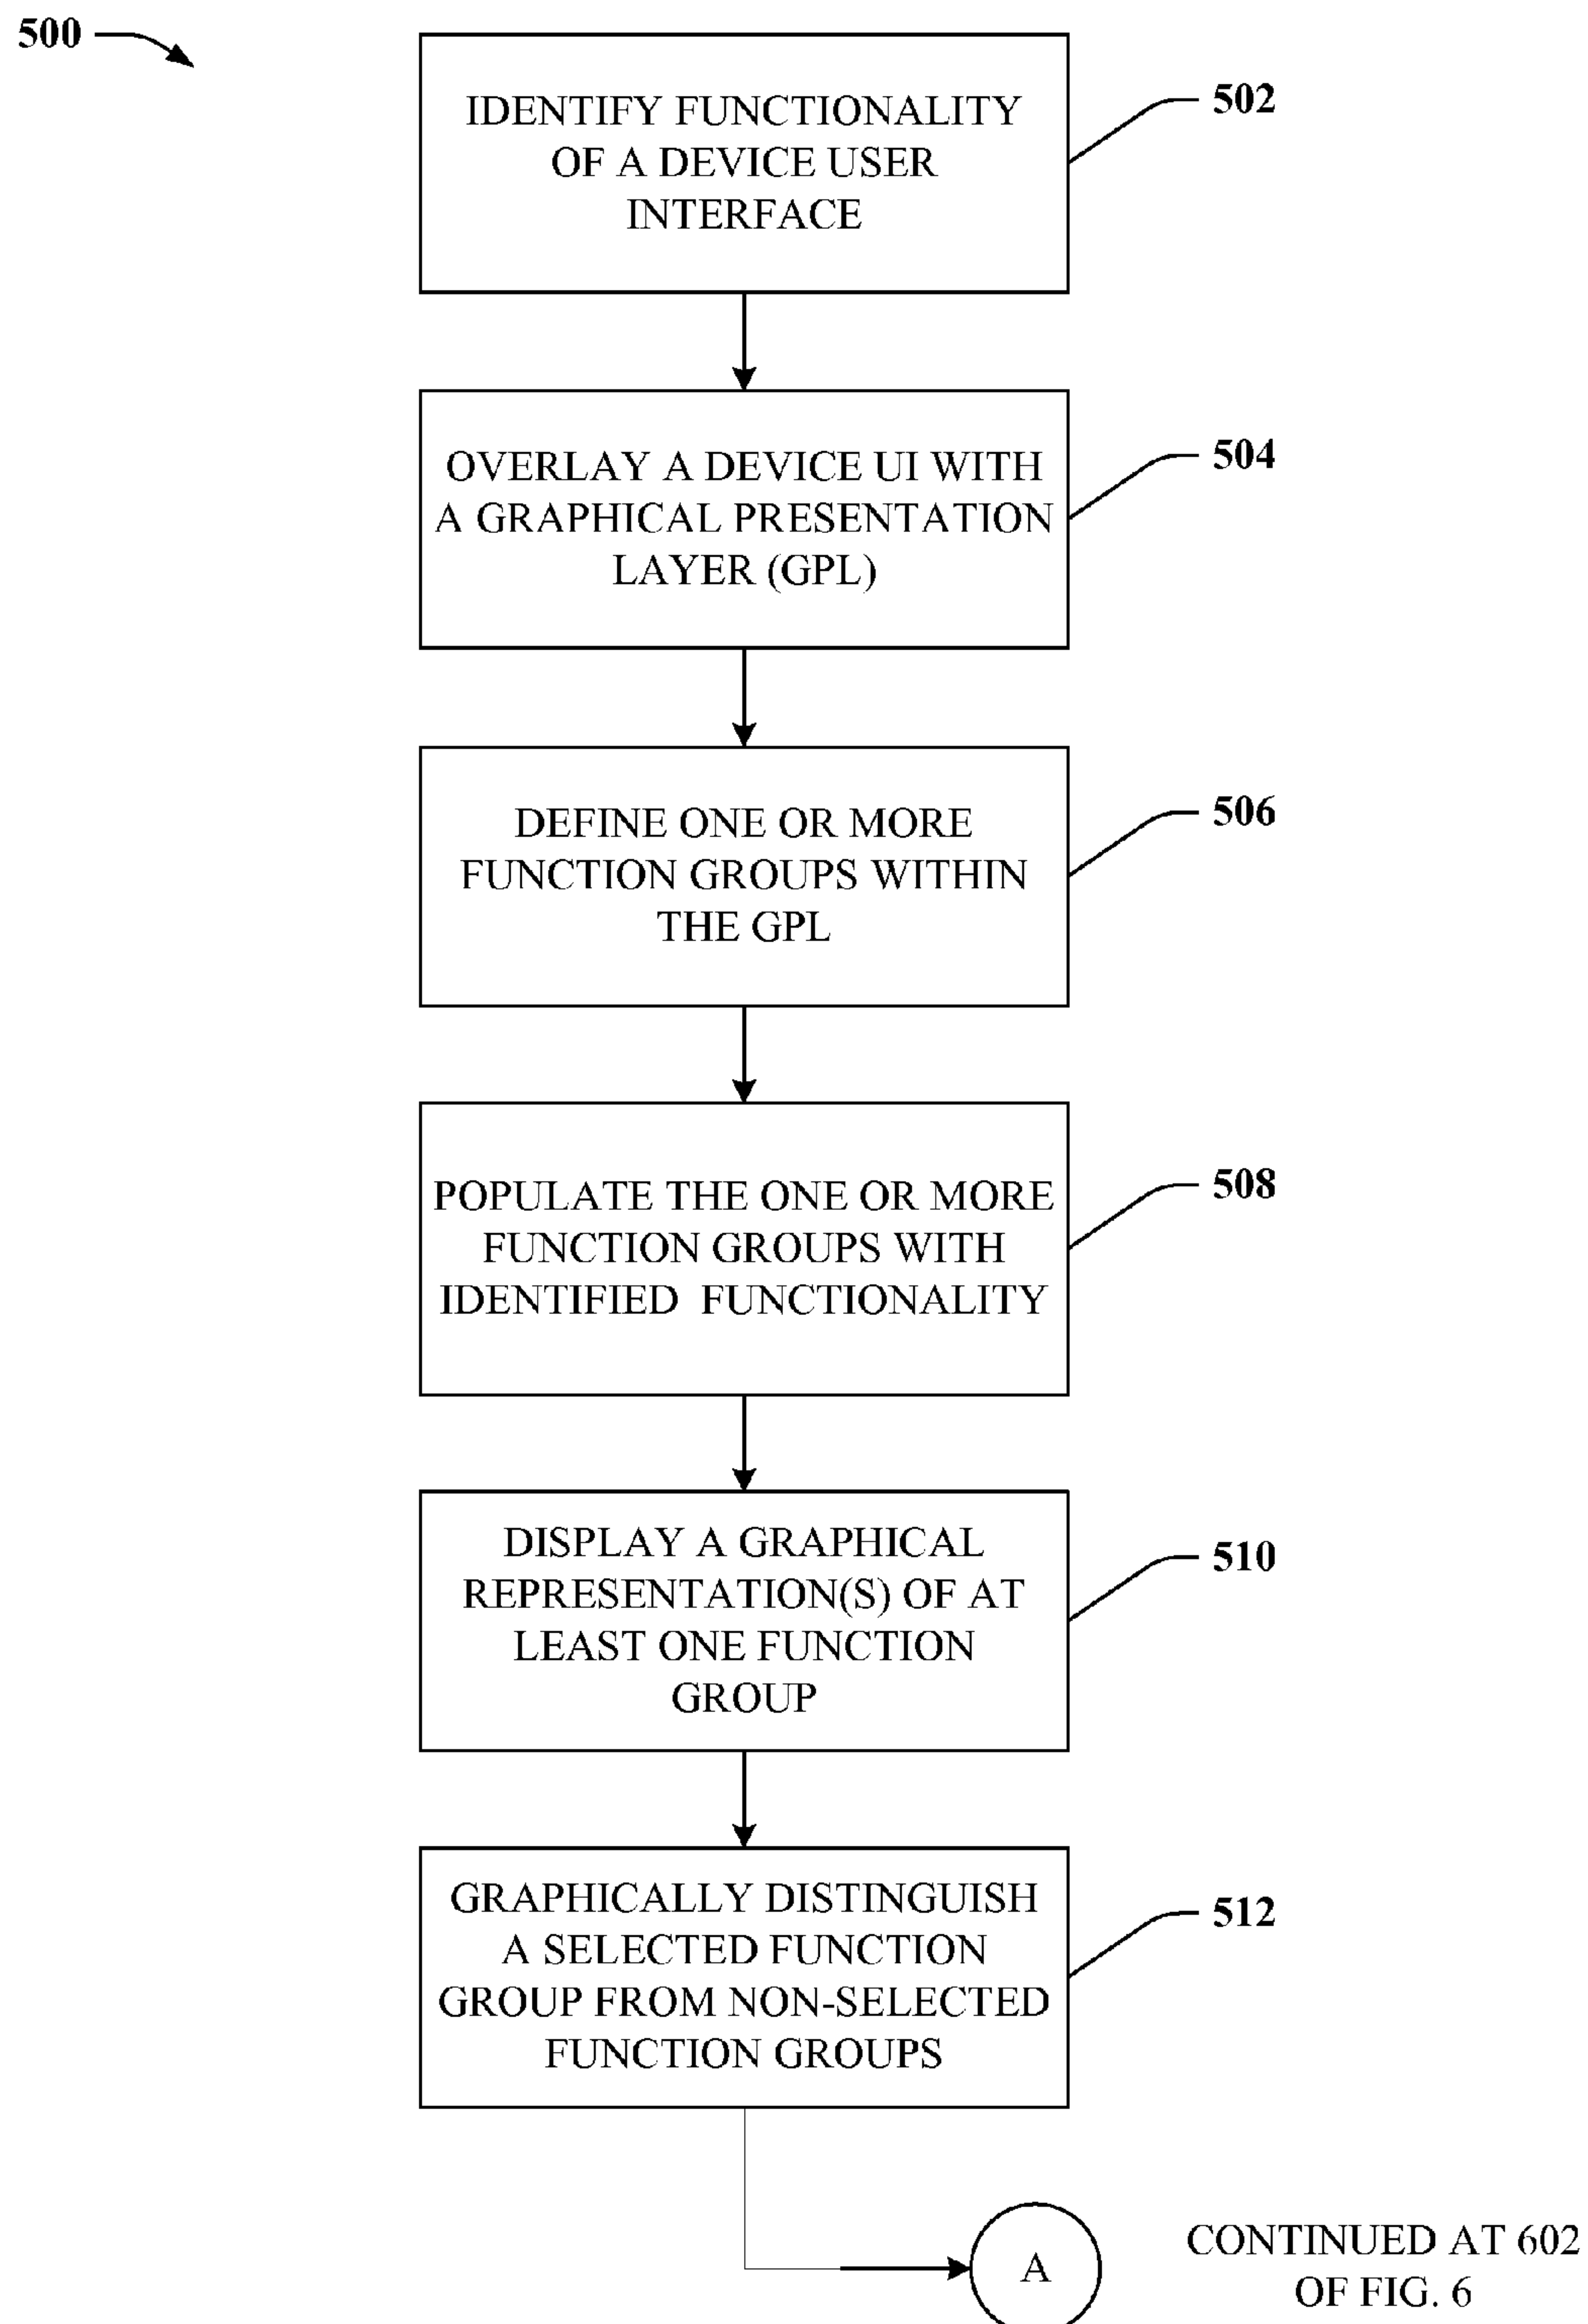 500
IDENTIFY FUNCTIONALITY
OF A DEVICE USER
INTERFACE
502
OVERLAY A DEVICE UI WITH
A GRAPHICAL PRESENTATION
LAYER (GPL)
504
DEFINE ONE OR MORE
FUNCTION GROUPS WITHIN
THE GPL
506
POPULATE THE ONE OR MORE
FUNCTION GROUPS WITH
IDENTIFIED FUNCTIONALITY
508
DISPLAY A GRAPHICAL
REPRESENTATION(S) OF AT
LEAST ONE FUNCTION
GROUP
510
GRAPHICALLY DISTINGUISH
A SELECTED FUNCTION
GROUP FROM NON-SELECTED
FUNCTION GROUPS
512
A
CONTINUED AT 602
OF FIG. 6